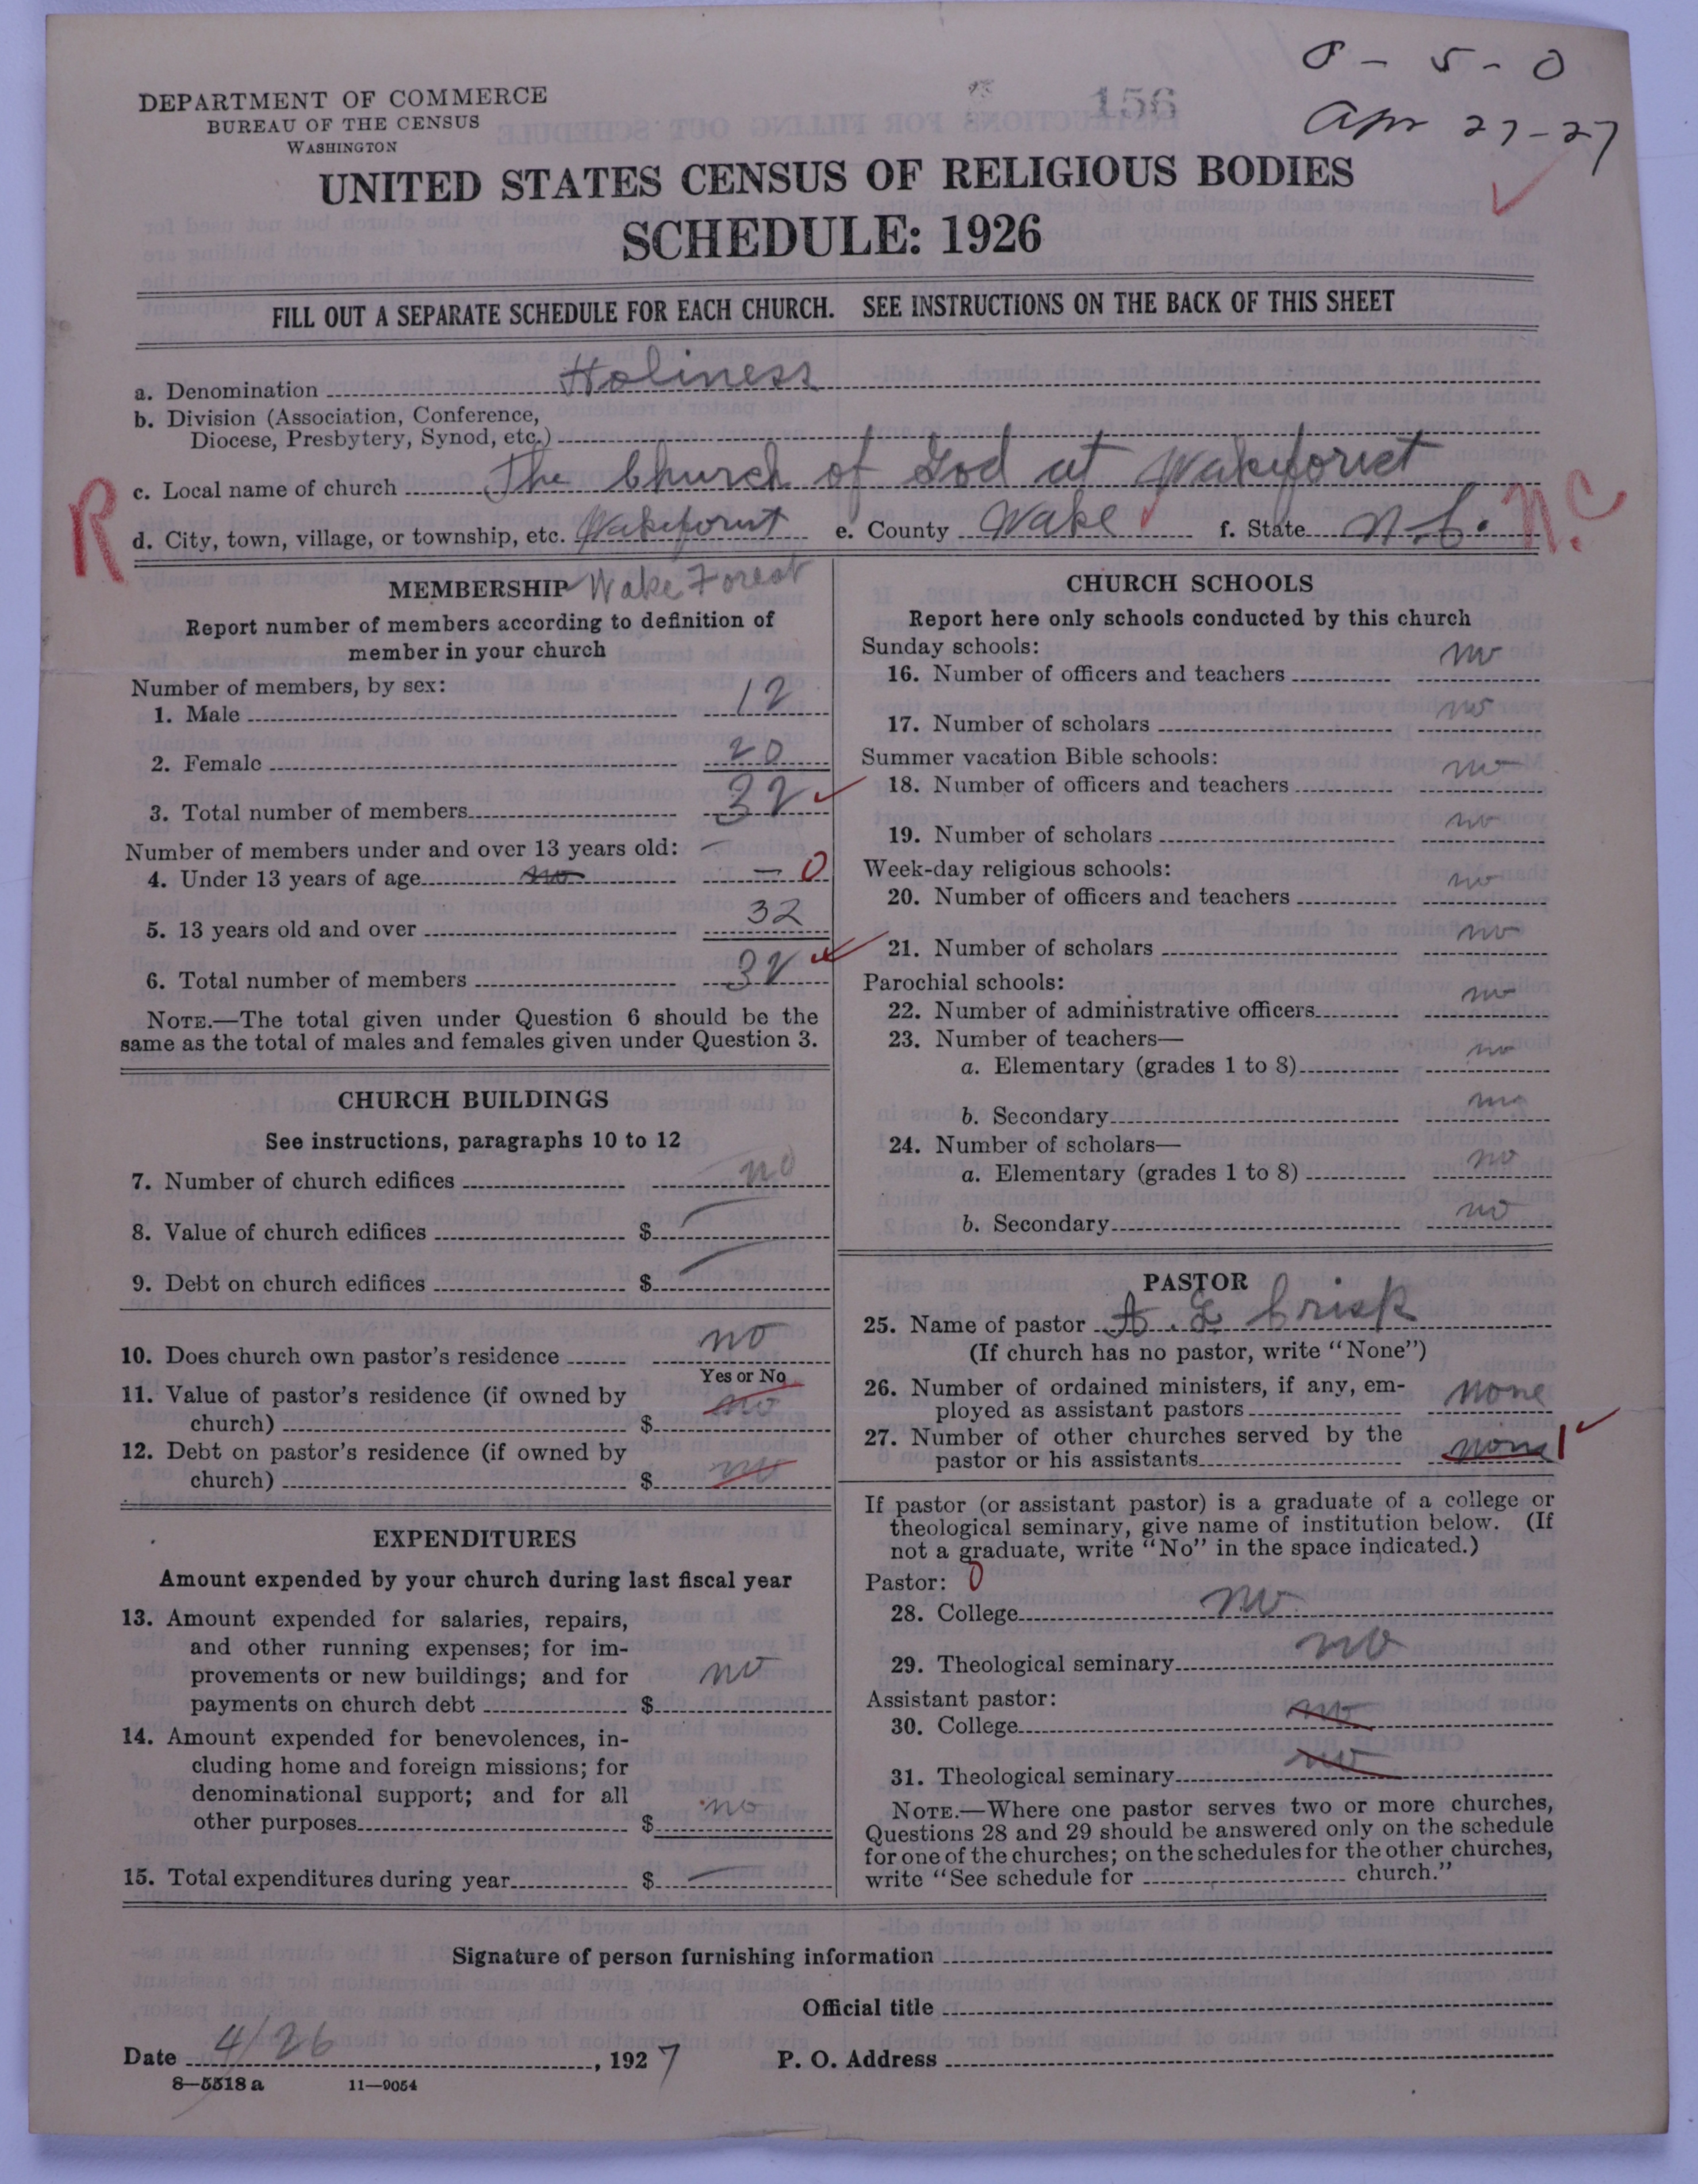 0 - 5 - 0
156
Apr 27-27
DEPARTMENT OF COMMERCE
BUREAU OF THE CENSUS
WASHINGTON
UNITED STATES CENSUS OF RELIGIOUS BODIES
SCHEDULE: 1926
FILL OUT A SEPARATE SCHEDULE FOR EACH CHURCH. SEE INSTRUCTIONS ON THE BACK OF THIS SHEET
a. Denomination Holiness
b. Division (Association, Conference,
Diocese, Presbytery, Synod, etc.)
R
c. Local name of church The Church of God at Wakeforest
d. City, town, village, or township, etc. Wakeforest e. County Wake f. State N.C. NC.
MEMBERSHIP Wake Forest
Report number of members according to definition of
member in your church
Number of members, by sex:
1. Male 12
2. Female 20
3. Total number of members 32
Number of members under and over 13 years old: —
4. Under 13 years of age no — 0
5. 13 years old and over 32
6. Total number of members 32
NOTE.—The total given under Question 6 should be the
same as the total of males and females given under Question 3.
CHURCH BUILDINGS
See instructions, paragraphs 10 to 12
7. Number of church edifices no
8. Value of church edifices $ —
9. Debt on church edifices $ —
10. Does church own pastor's residence no
Yes or No
11. Value of pastor's residence (if owned by
church) $ no
12. Debt on pastor's residence (if owned by
church) $ no
EXPENDITURES
Amount expended by your church during last fiscal year
13. Amount expended for salaries, repairs,
and other running expenses; for im-
provements or new buildings; and for
payments on church debt $ no
14. Amount expended for benevolences, in-
cluding home and foreign missions; for
denominational support; and for all
other purposes $ no
15. Total expenditures during year $ —
CHURCH SCHOOLS
Report here only schools conducted by this church
Sunday schools:
16. Number of officers and teachers no
17. Number of scholars no
Summer vacation Bible schools:
18. Number of officers and teachers no
19. Number of scholars no
Week-day religious schools:
20. Number of officers and teachers no
21. Number of scholars no
Parochial schools:
22. Number of administrative officers no
23. Number of teachers—
a. Elementary (grades 1 to 8) no
b. Secondary no
24. Number of scholars—
a. Elementary (grades 1 to 8) no
b. Secondary no
PASTOR
25. Name of pastor A. L. Crisp
(If church has no pastor, write "None")
26. Number of ordained ministers, if any, em-
ployed as assistant pastors none
27. Number of other churches served by the
pastor or his assistants none 1
If pastor (or assistant pastor) is a graduate of a college or
theological seminary, give name of institution below. (If
not a graduate, write "No" in the space indicated.)
Pastor: 0
28. College no
29. Theological seminary no
Assistant pastor:
30. College no
31. Theological seminary no
NOTE.—Where one pastor serves two or more churches,
Questions 28 and 29 should be answered only on the schedule
for one of the churches; on the schedules for the other churches,
write "See schedule for church."
Signature of person furnishing information
Official title
Date 4/26, 1927 P. O. Address
8—5518 a 11—9054